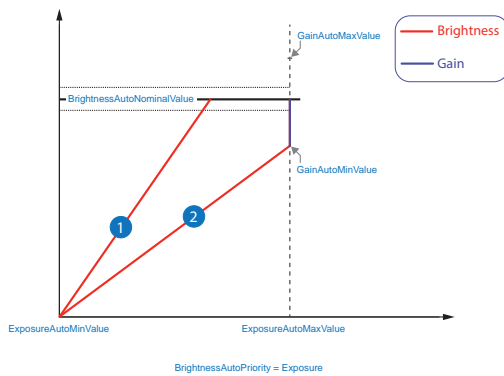 Brightness
GainAutoMaxValue
Gain
BrightnessAutoNominalValue
GainAutoMinValue
1
2
ExposureAutoMinValue
ExposureAutoMaxValue
BrightnessAutoPriority = Exposure